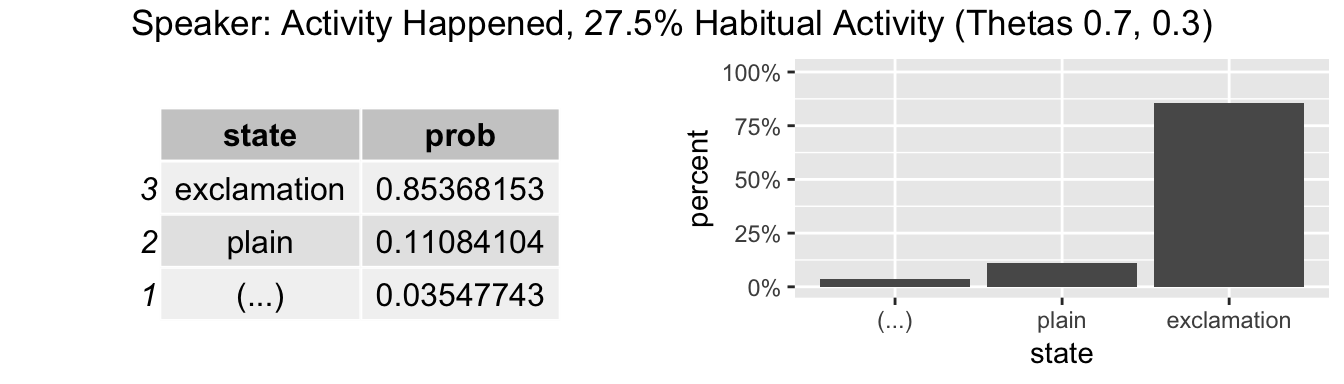 Speaker: Activity Happened, 27.5% Habitual Activity (Thetas 0.7, 0.3)
state prob
3 exclamation 0.85368153
2 plain 0.11084104
1 (...) 0.03547743
100%
75%
50%
25%
0%
percent
(...) plain exclamation
state